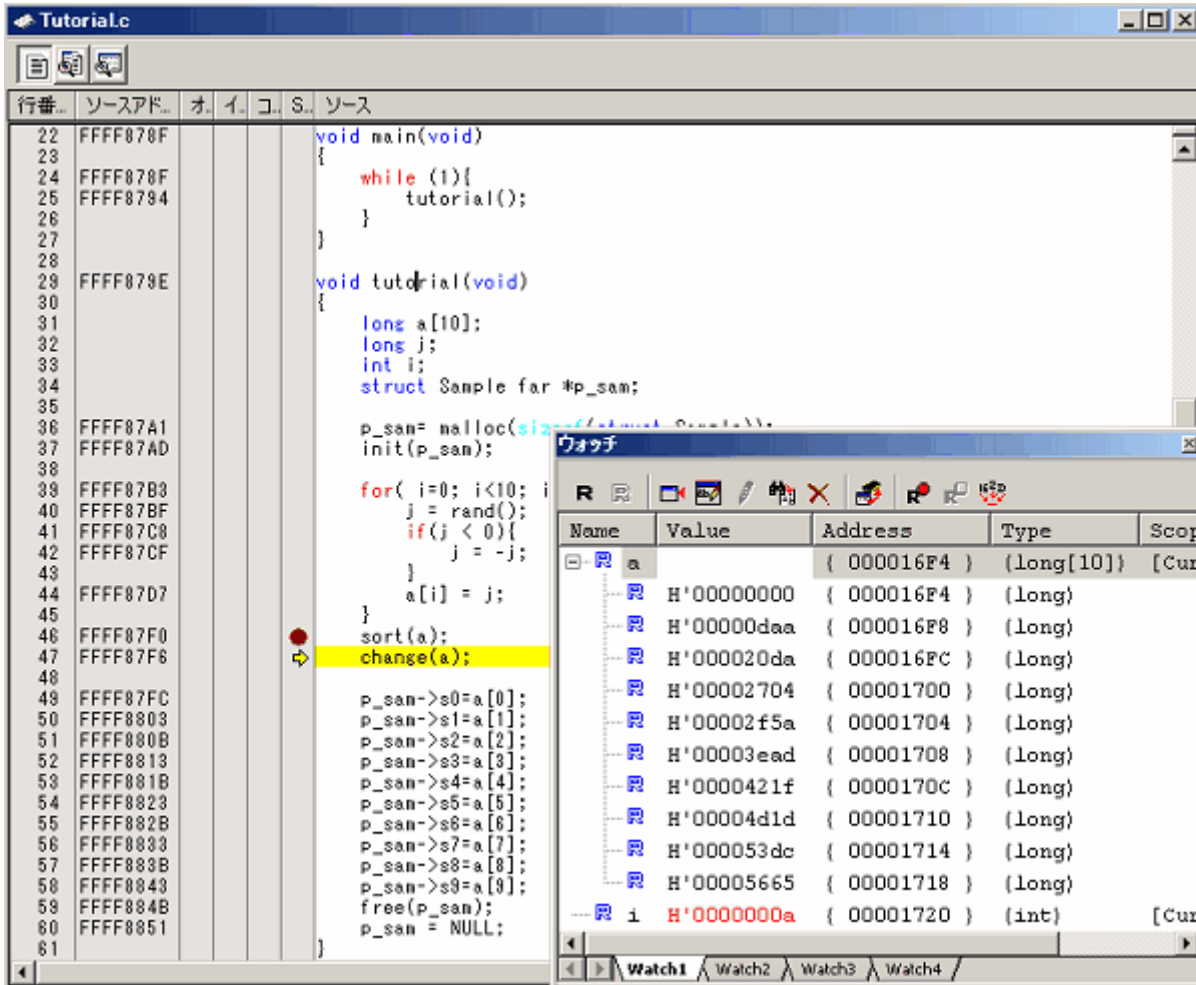 Tutorial.c
行番... ソースアド... オ.. イ.. コ.. S.. ソース
22 FFFF878F void main(void)
23 {
24 FFFF878F while (1){
25 FFFF8794 tutorial();
26 }
27 }
28
29 FFFF879E void tutorial(void)
30 {
31 long a[10];
32 long j;
33 int i;
34 struct Sample far *p_sam;
35
36 FFFF87A1 p_sam= malloc(sizeof(struct Sample));
37 FFFF87AD init(p_sam);
38
39 FFFF87B3 for( i=0; i<10; i
40 FFFF87BF j = rand();
41 FFFF87C8 if(j < 0){
42 FFFF87CF j = -j;
43 }
44 FFFF87D7 a[i] = j;
45 }
46 FFFF87F0 sort(a);
47 FFFF87F6 change(a);
48
49 FFFF87FC p_sam->s0=a[0];
50 FFFF8803 p_sam->s1=a[1];
51 FFFF880B p_sam->s2=a[2];
52 FFFF8813 p_sam->s3=a[3];
53 FFFF881B p_sam->s4=a[4];
54 FFFF8823 p_sam->s5=a[5];
55 FFFF882B p_sam->s6=a[6];
56 FFFF8833 p_sam->s7=a[7];
57 FFFF883B p_sam->s8=a[8];
58 FFFF8843 p_sam->s9=a[9];
59 FFFF884B free(p_sam);
60 FFFF8851 p_sam = NULL;
61 }
ウォッチ
Name Value Address Type Scop
R a { 000016F4 } (long[10]) [Cur
R H'00000000 { 000016F4 } (long)
R H'00000daa { 000016F8 } (long)
R H'000020da { 000016FC } (long)
R H'00002704 { 00001700 } (long)
R H'00002f5a { 00001704 } (long)
R H'00003ead { 00001708 } (long)
R H'0000421f { 0000170C } (long)
R H'00004d1d { 00001710 } (long)
R H'000053dc { 00001714 } (long)
R H'00005665 { 00001718 } (long)
R i H'0000000a { 00001720 } (int) [Cur
Watch1 Watch2 Watch3 Watch4